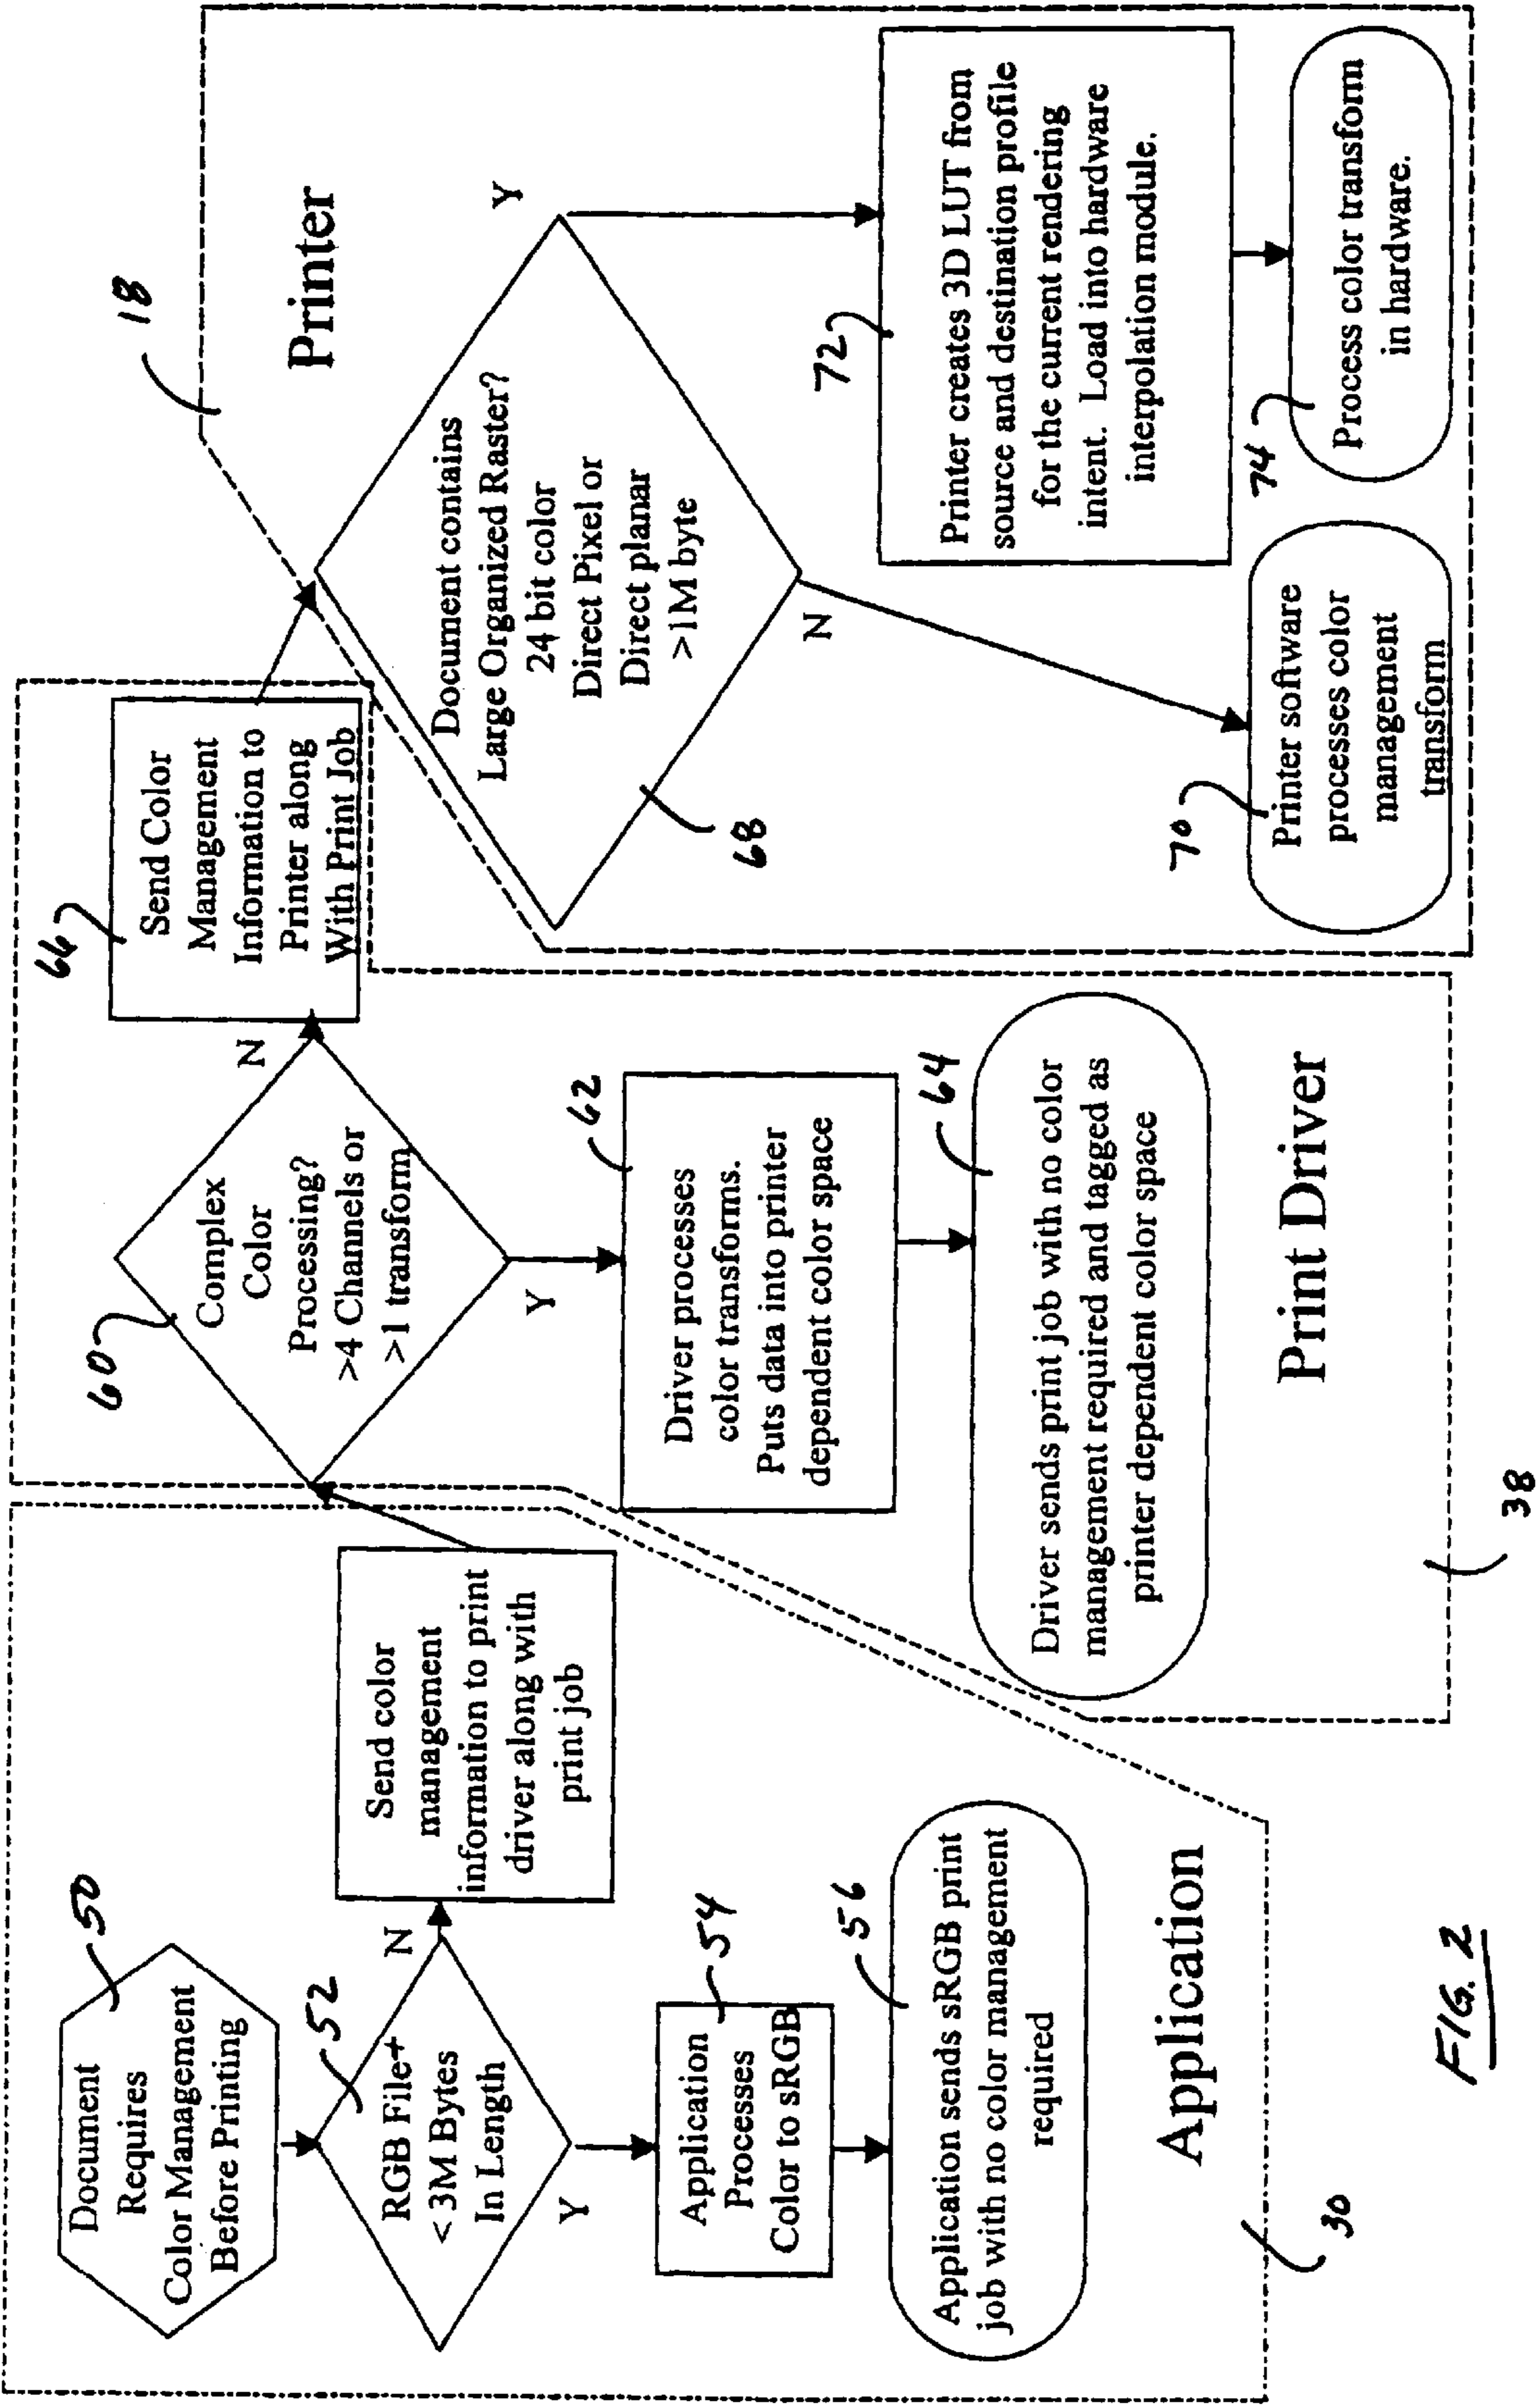 50
Document
Requires
Color Management
Before Printing
52
RGB File+
< 3M Bytes
In Length
N
Y
Send color
management
information to print
driver along with
print job
54
Application
Processes
Color to sRGB
56
Application sends sRGB print
job with no color management
required
Application
30
60
Complex
Color
Processing?
>4 Channels or
>1 transform
N
Y
66
Send Color
Management
Information to
Printer along
With Print Job
62
Driver processes
color transforms.
Puts data into printer
dependent color space
64
Driver sends print job with no color
management required and tagged as
printer dependent color space
Print Driver
38
18
Printer
Document contains
Large Organized Raster?
24 bit color
Direct Pixel or
Direct planar
>1M byte
68
Y
N
72
Printer creates 3D LUT from
source and destination profile
for the current rendering
intent. Load into hardware
interpolation module.
70
Printer software
processes color
management
transform
74
Process color transform
in hardware.
FIG. 2